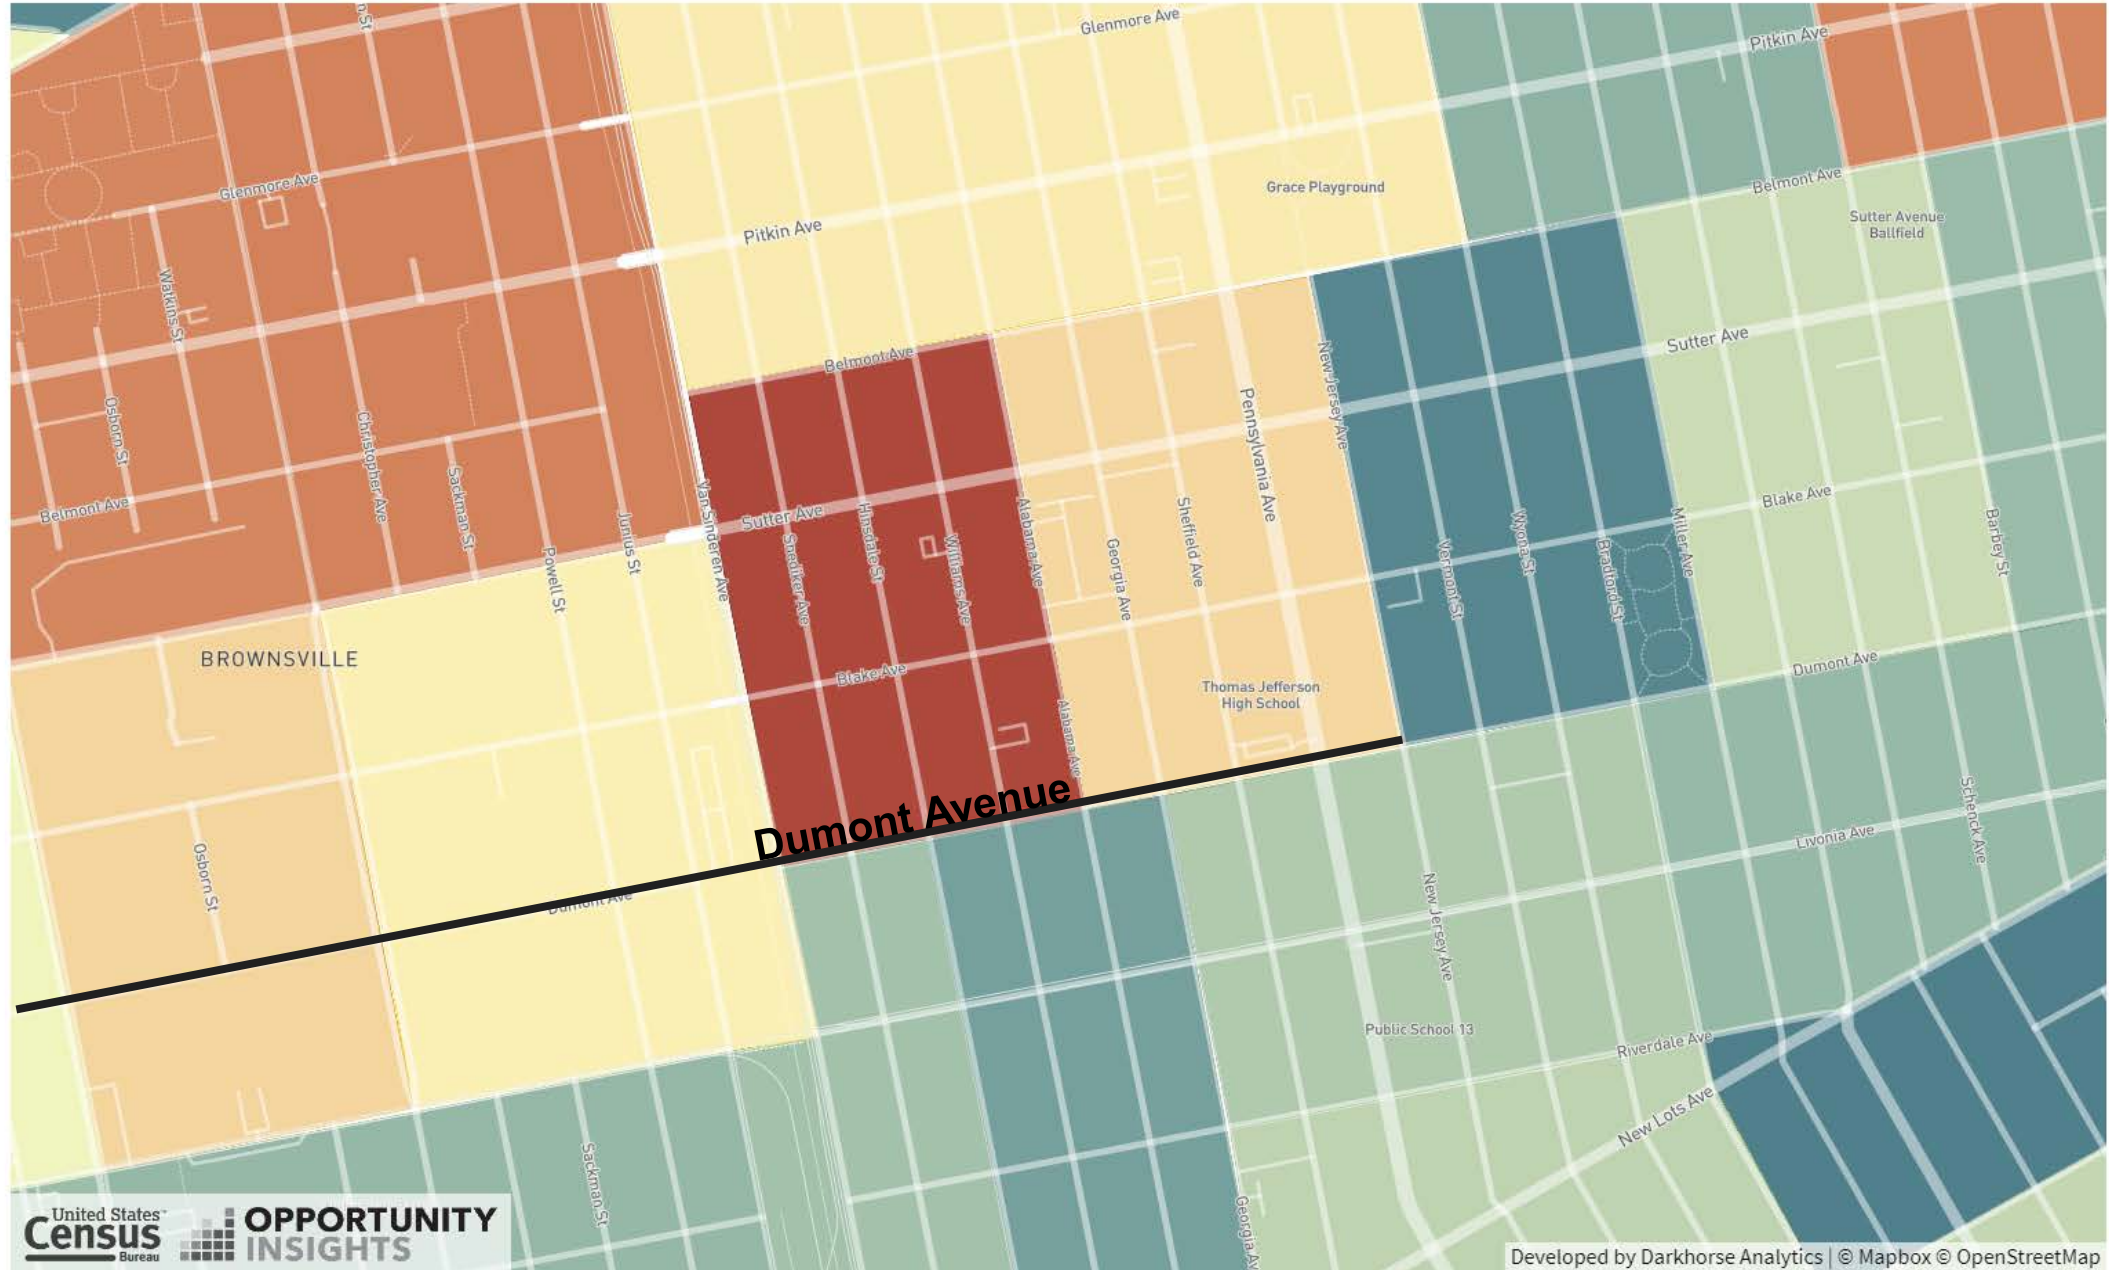 n St
Glenmore Ave
Pitkin Ave
Glenmore Ave
Belmont Ave
Grace Playground
Sutter Avenue
Ballfield
Pitkin Ave
Watkins St
Sutter Ave
Belmont Ave
New Jersey Ave
Pennsylvania Ave
Osborn St
Christopher Ave
Sackman St
Belmont Ave
Junius St
Powell St
Van Sinderen Ave
Sutter Ave
Snediker Ave
Hinsdale St
Williams Ave
Alabama Ave
Georgia Ave
Sheffield Ave
Vermont St
Wyona St
Bradford St
Miller Ave
Blake Ave
Barbey St
BROWNSVILLE
Blake Ave
Thomas Jefferson
High School
Dumont Ave
Alabama Ave
Dumont Avenue
Osborn St
Dumont Ave
New Jersey Ave
Livonia Ave
Schenck Ave
Public School 13
Riverdale Ave
New Lots Ave
Sackman St
Georgia Av
United States™
Census
Bureau
OPPORTUNITY
INSIGHTS
Developed by Darkhorse Analytics | © Mapbox © OpenStreetMap